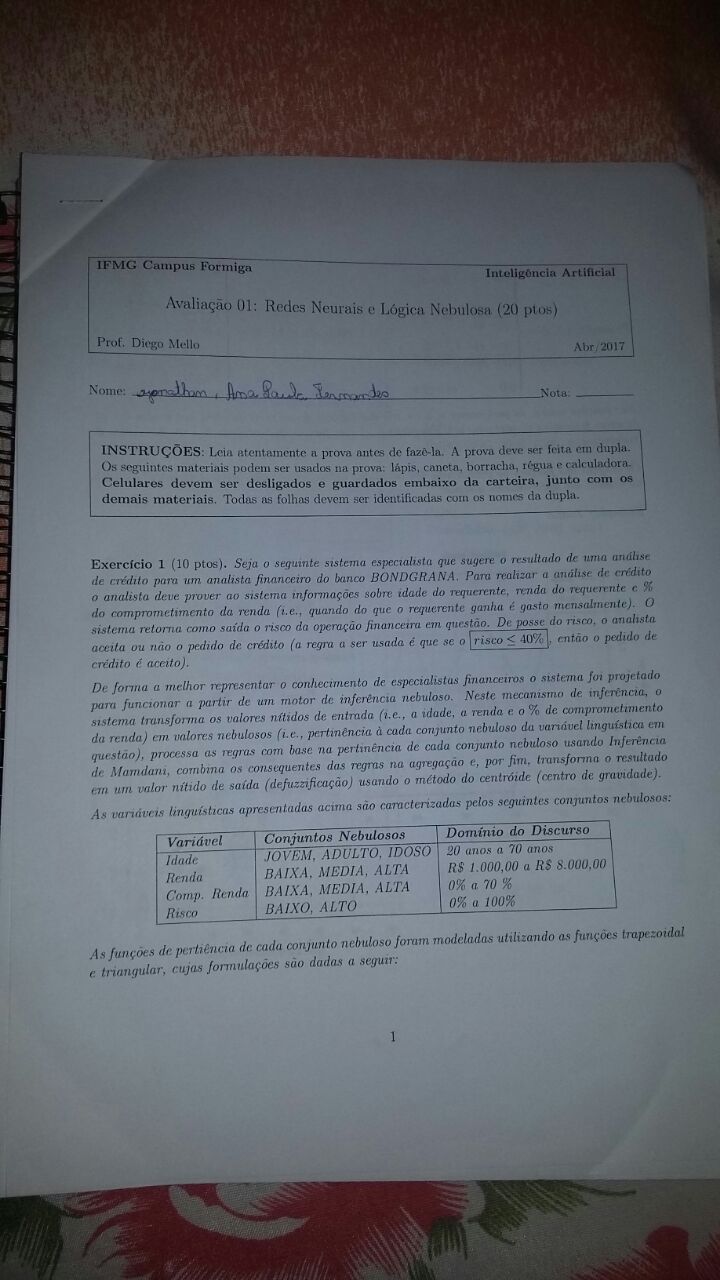 IFMG Campus Formiga
Inteligência Artificial
Avaliação 01: Redes Neurais e Lógica Nebulosa (20 ptos)
Prof. Diego Mello
Abr/2017
Nome: Jonathan, Ana Paula Fernandes
Nota:
INSTRUÇÕES: Leia atentamente a prova antes de fazê-la. A prova deve ser feita em dupla.
Os seguintes materiais podem ser usados na prova: lápis, caneta, borracha, régua e calculadora.
Celulares devem ser desligados e guardados embaixo da carteira, junto com os
demais materiais. Todas as folhas devem ser identificadas com os nomes da dupla.
Exercício 1 (10 ptos). Seja o seguinte sistema especialista que sugere o resultado de uma análise
de crédito para um analista financeiro do banco BONDGRANA. Para realizar a análise de crédito
o analista deve prover ao sistema informações sobre idade do requerente, renda do requerente e %
do comprometimento da renda (i.e., quando do que o requerente ganha é gasto mensalmente). O
sistema retorna como saída o risco da operação financeira em questão. De posse do risco, o analista
aceita ou não o pedido de crédito (a regra a ser usada é que se o risco ≤ 40%, então o pedido de
crédito é aceito).
De forma a melhor representar o conhecimento de especialistas financeiros o sistema foi projetado
para funcionar a partir de um motor de inferência nebuloso. Neste mecanismo de inferência, o
sistema transforma os valores nítidos de entrada (i.e., a idade, a renda e o % de comprometimento
da renda) em valores nebulosos (i.e., pertinência à cada conjunto nebuloso da variável linguística em
questão), processa as regras com base na pertinência de cada conjunto nebuloso usando Inferência
de Mamdani, combina os consequentes das regras na agregação e, por fim, transforma o resultado
em um valor nítido de saída (defuzzificação) usando o método do centróide (centro de gravidade).
As variáveis linguísticas apresentadas acima são caracterizadas pelos seguintes conjuntos nebulosos:
Variável Conjuntos Nebulosos Domínio do Discurso
Idade JOVEM, ADULTO, IDOSO 20 anos a 70 anos
Renda BAIXA, MEDIA, ALTA R$ 1.000,00 a R$ 8.000,00
Comp. Renda BAIXA, MEDIA, ALTA 0% a 70 %
Risco BAIXO, ALTO 0% a 100%
As funções de pertiência de cada conjunto nebuloso foram modeladas utilizando as funções trapezoidal
e triangular, cujas formulações são dadas a seguir:
1